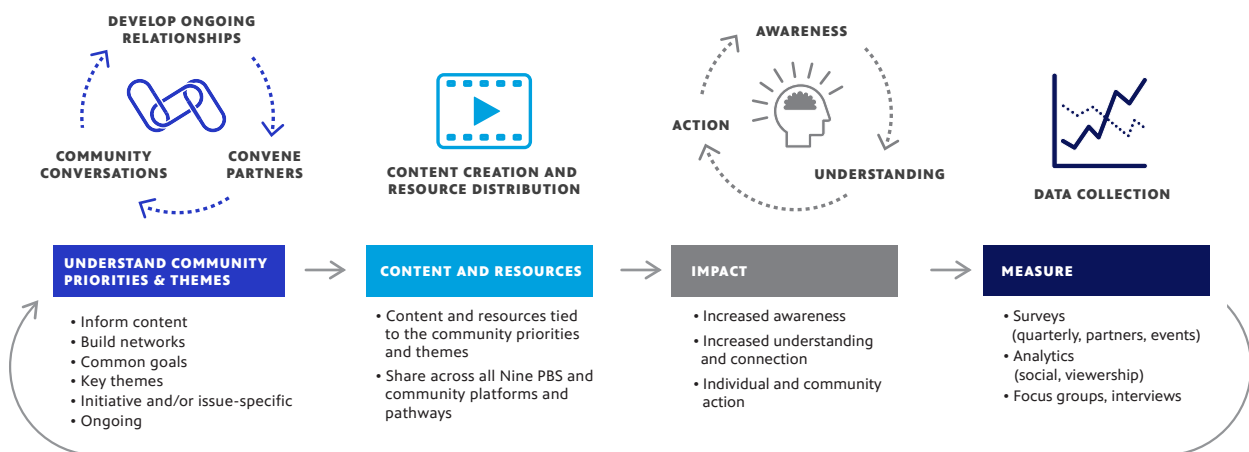 DEVELOP ONGOING
RELATIONSHIPS
COMMUNITY
CONVERSATIONS
CONVENE
PARTNERS
CONTENT CREATION AND
RESOURCE DISTRIBUTION
AWARENESS
ACTION
UNDERSTANDING
DATA COLLECTION
UNDERSTAND COMMUNITY
PRIORITIES & THEMES
• Inform content
• Build networks
• Common goals
• Key themes
• Initiative and/or issue-specific
• Ongoing
CONTENT AND RESOURCES
• Content and resources tied
to the community priorities
and themes
• Share across all Nine PBS and
community platforms and
pathways
IMPACT
• Increased awareness
• Increased understanding
and connection
• Individual and community
action
MEASURE
• Surveys
(quarterly, partners, events)
• Analytics
(social, viewership)
• Focus groups, interviews